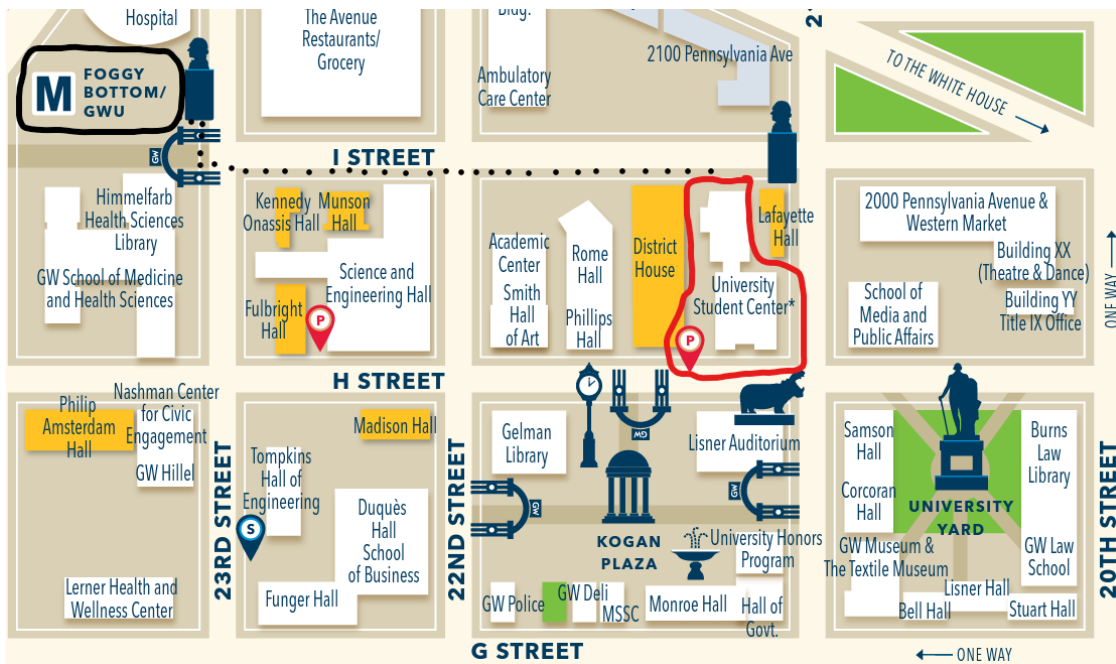 Hospital
The Avenue
Restaurants/
Grocery
Bldg.
Ambulatory
Care Center
2100 Pennsylvania Ave
TO THE WHITE HOUSE
M
FOGGY
BOTTOM/
GWU
GW
I STREET
Himmelfarb
Health Sciences
Library
GW School of Medicine
and Health Sciences
Kennedy
Onassis Hall
Munson
Hall
Science and
Engineering Hall
Fulbright
Hall
P
Academic
Center
Smith
Hall
of Art
Rome
Hall
Phillips
Hall
District
House
University
Student Center*
P
Lafayette
Hall
2000 Pennsylvania Avenue &
Western Market
Building XX
(Theatre & Dance)
Building YY
Title IX Office
School of
Media and
Public Affairs
ONE WAY
H STREET
Philip
Amsterdam
Hall
Nashman Center
for Civic
Engagement
GW Hillel
Lerner Health and
Wellness Center
23RD STREET
Tompkins
Hall of
Engineering
S
Madison Hall
Duquès
Hall
School
of Business
Funger Hall
22ND STREET
Gelman
Library
GW
GW
GW
Lisner Auditorium
KOGAN
PLAZA
University Honors
Program
GW Police
GW Deli
MSSC
Monroe Hall
Hall of
Govt.
Samson
Hall
Corcoran
Hall
UNIVERSITY
YARD
Burns
Law
Library
GW Museum &
The Textile Museum
GW Law
School
Lisner Hall
Bell Hall
Stuart Hall
20TH STREET
G STREET
ONE WAY